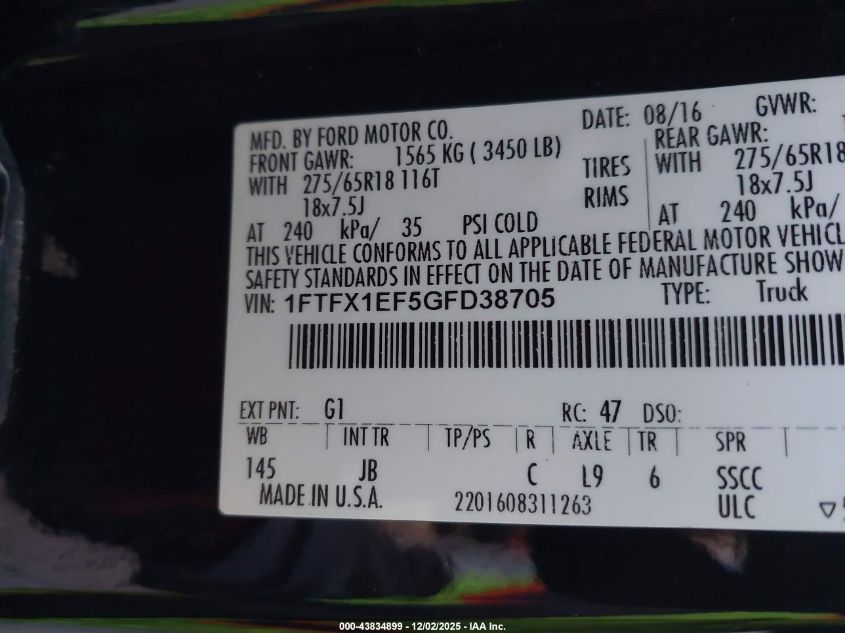 MFD. BY FORD MOTOR CO. DATE: 08/16 GVWR:
FRONT GAWR: 1565 KG ( 3450 LB) REAR GAWR:
WITH 275/65R18 116T TIRES WITH 275/65R18
18x7.5J RIMS 18x7.5J
AT 240 kPa/ 35 PSI COLD AT 240 kPa/
THIS VEHICLE CONFORMS TO ALL APPLICABLE FEDERAL MOTOR VEHICL
SAFETY STANDARDS IN EFFECT ON THE DATE OF MANUFACTURE SHOW
VIN: 1FTFX1EF5GFD38705 TYPE: Truck
EXT PNT: G1 RC: 47 DSO:
WB INT TR TP/PS R AXLE TR SPR
145 JB C L9 6 SSCC
MADE IN U.S.A. 2201608311263 ULC
000-43834899 - 12/02/2025 - IAA Inc.